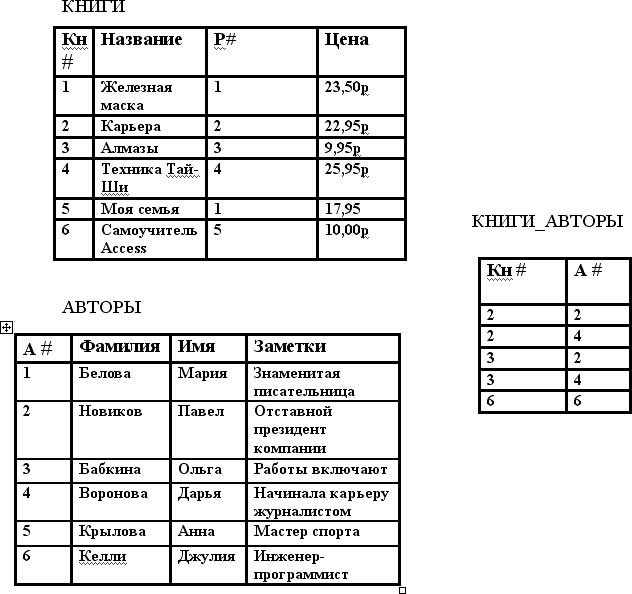 КНИГИ
Кн # Название Р# Цена
1 Железная маска 1 23,50р
2 Карьера 2 22,95р
3 Алмазы 3 9,95р
4 Техника Тай-Ши 4 25,95р
5 Моя семья 1 17,95
6 Самоучитель Access 5 10,00р
КНИГИ_АВТОРЫ
Кн # А #
2 2
2 4
3 2
3 4
6 6
АВТОРЫ
А # Фамилия Имя Заметки
1 Белова Мария Знаменитая писательница
2 Новиков Павел Отставной президент компании
3 Бабкина Ольга Работы включают
4 Воронова Дарья Начинала карьеру журналистом
5 Крылова Анна Мастер спорта
6 Келли Джулия Инженер-программист